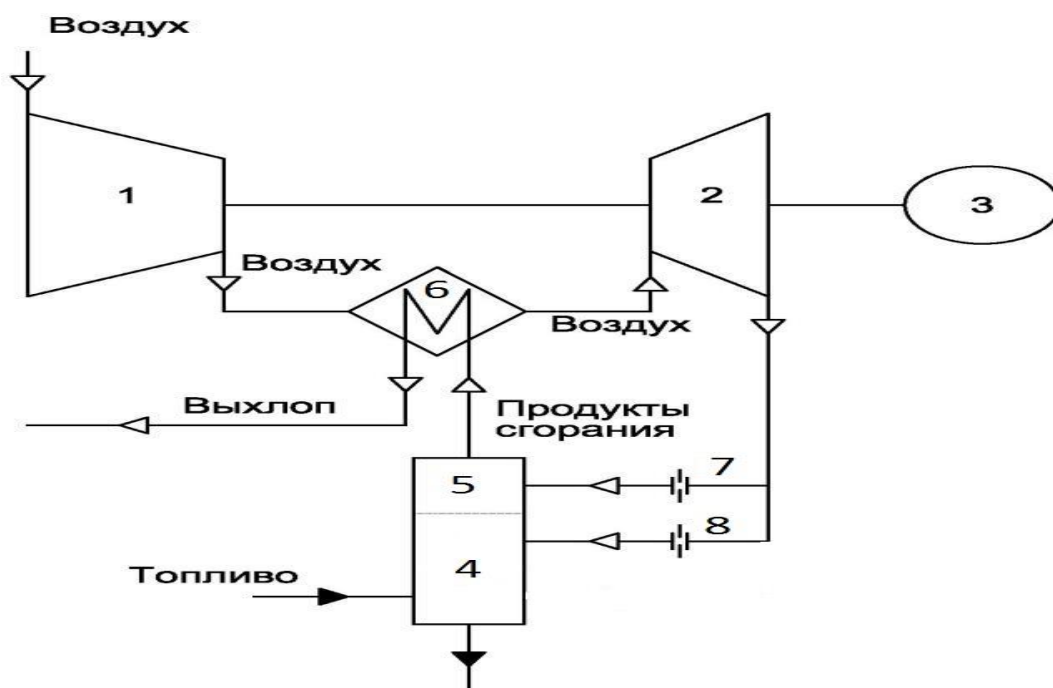 Воздух
1
2
3
Воздух
6
Воздух
Выхлоп
Продукты
сгорания
5
7
8
4
Топливо